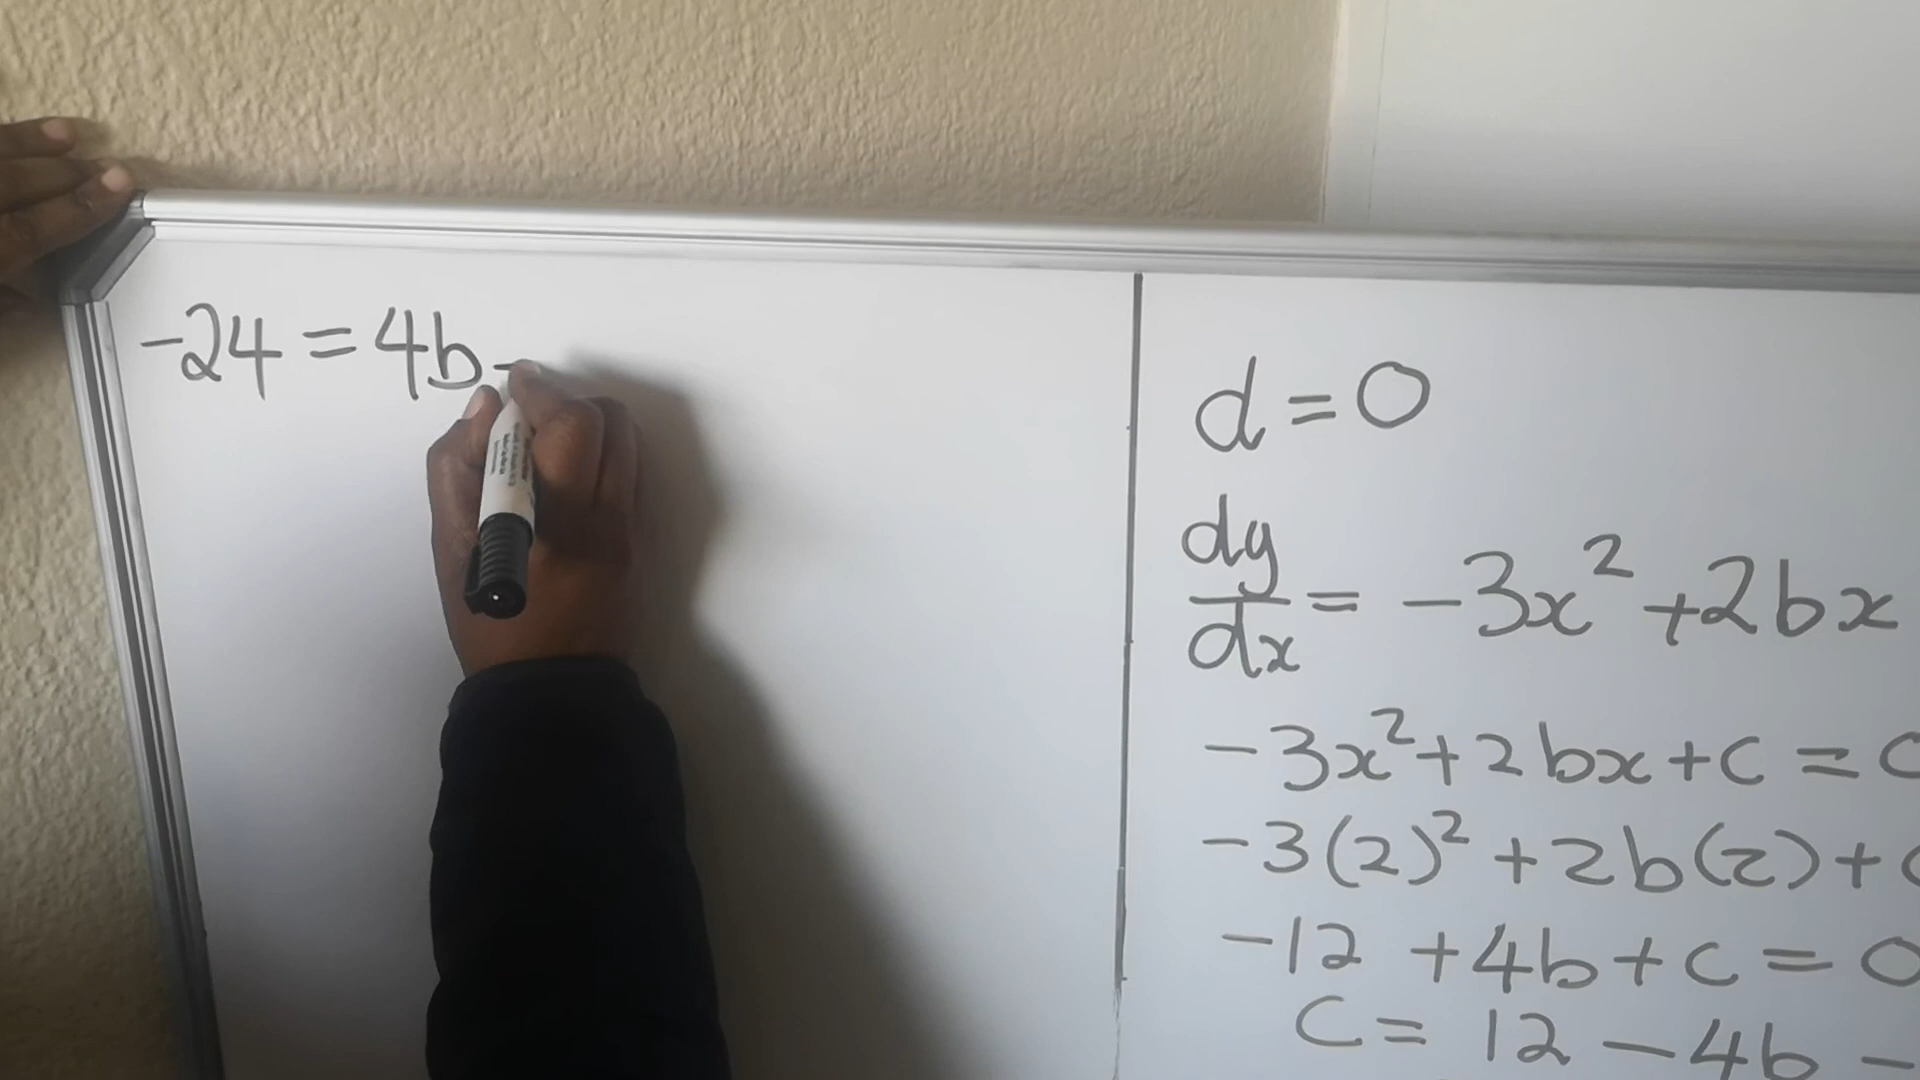 -24 = 4b -
d = 0
dy/dx = -3x² + 2bx
-3x² + 2bx + c =
-3(2)² + 2b(2) +
-12 + 4b + c = 0
c = 12 - 4b -